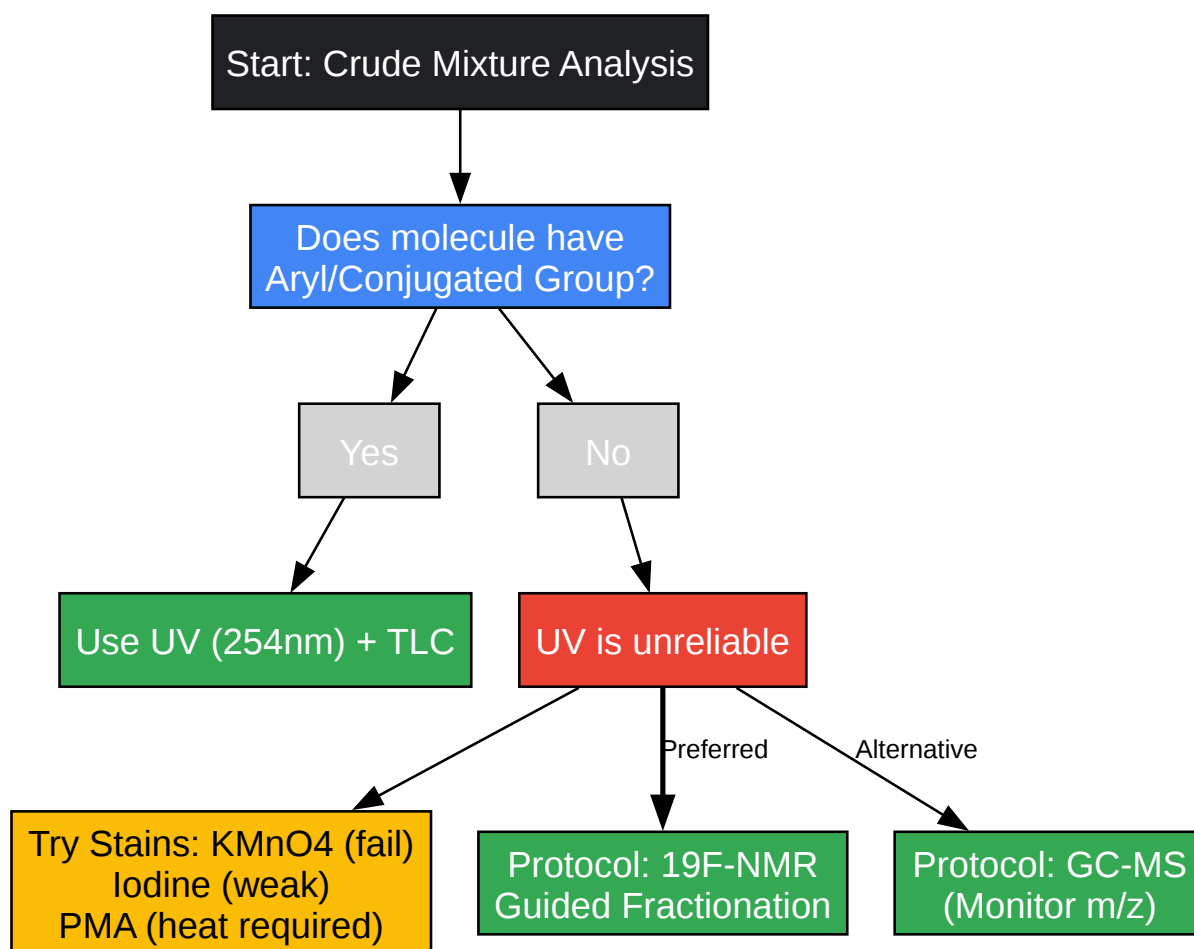 Start: Crude Mixture Analysis
Does molecule have
Aryl/Conjugated Group?
Yes
No
Use UV (254nm) + TLC
UV is unreliable
Preferred
Alternative
Try Stains: KMnO4 (fail)
Iodine (weak)
PMA (heat required)
Protocol: 19F-NMR
Guided Fractionation
Protocol: GC-MS
(Monitor m/z)